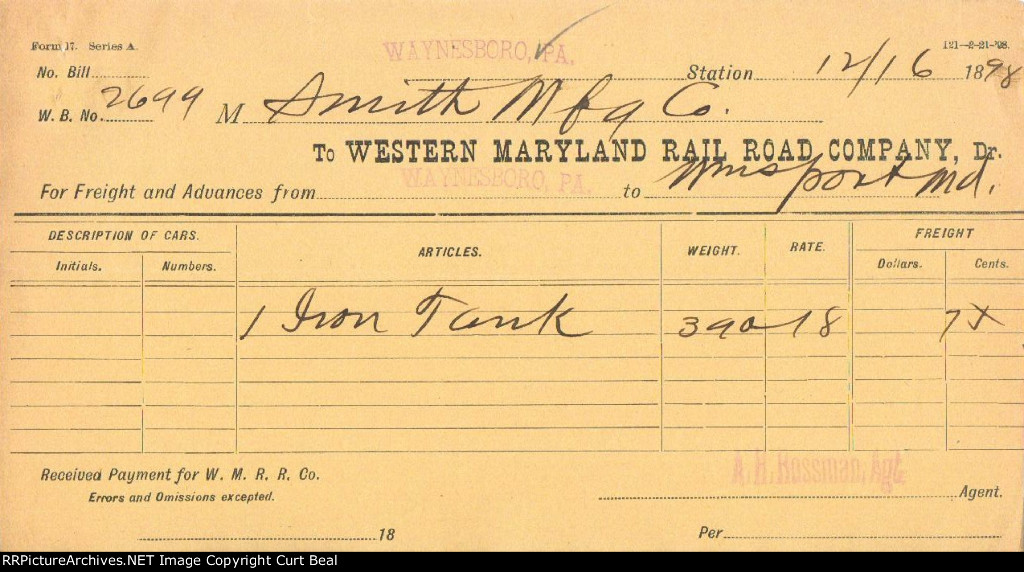 Form 17. Series A.
WAYNESBORO, PA.
121—2-21-'98.
No. Bill
Station 12/16 1898
W. B. No. 2699 M Smith Mfg Co.
To WESTERN MARYLAND RAIL ROAD COMPANY, Dr.
For Freight and Advances from WAYNESBORO, PA. to Wmsport Md.
DESCRIPTION OF CARS. ARTICLES. WEIGHT. RATE. FREIGHT
Initials. Numbers. Dollars. Cents.
1 Iron Tank 390 18
Received Payment for W. M. R. R. Co.
A. H. Rossman, Agt.
Errors and Omissions excepted.
Agent.
18 Per
RRPictureArchives.NET Image Copyright Curt Beal